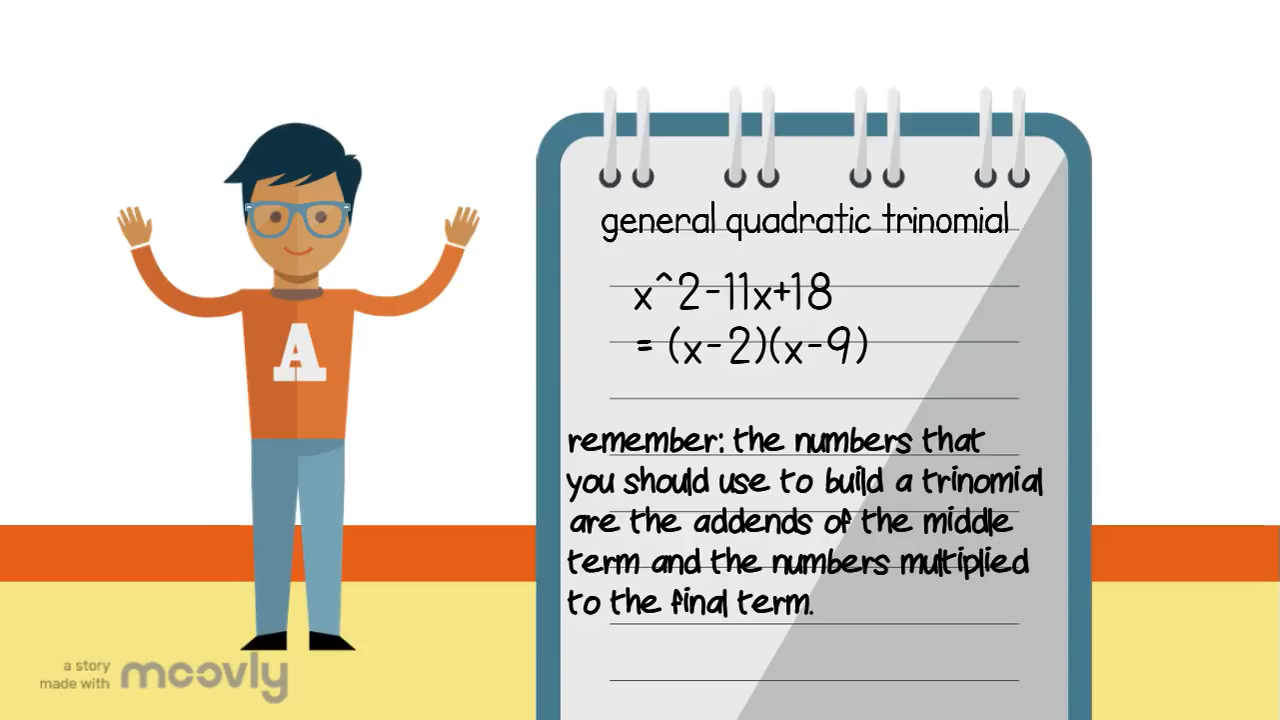 general quadratic trinomial
x^2-11x+18
= (x-2)(x-9)
remember: the numbers that
you should use to build a trinomial
are the addends of the middle
term and the numbers multiplied
to the final term.
A
a story
made with moovly